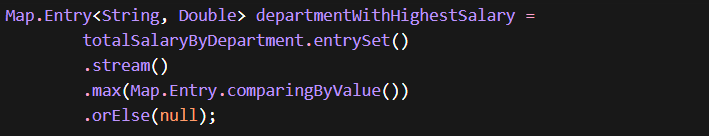 Map.Entry<String, Double> departmentWithHighestSalary =
        totalSalaryByDepartment.entrySet()
        .stream()
        .max(Map.Entry.comparingByValue())
        .orElse(null);